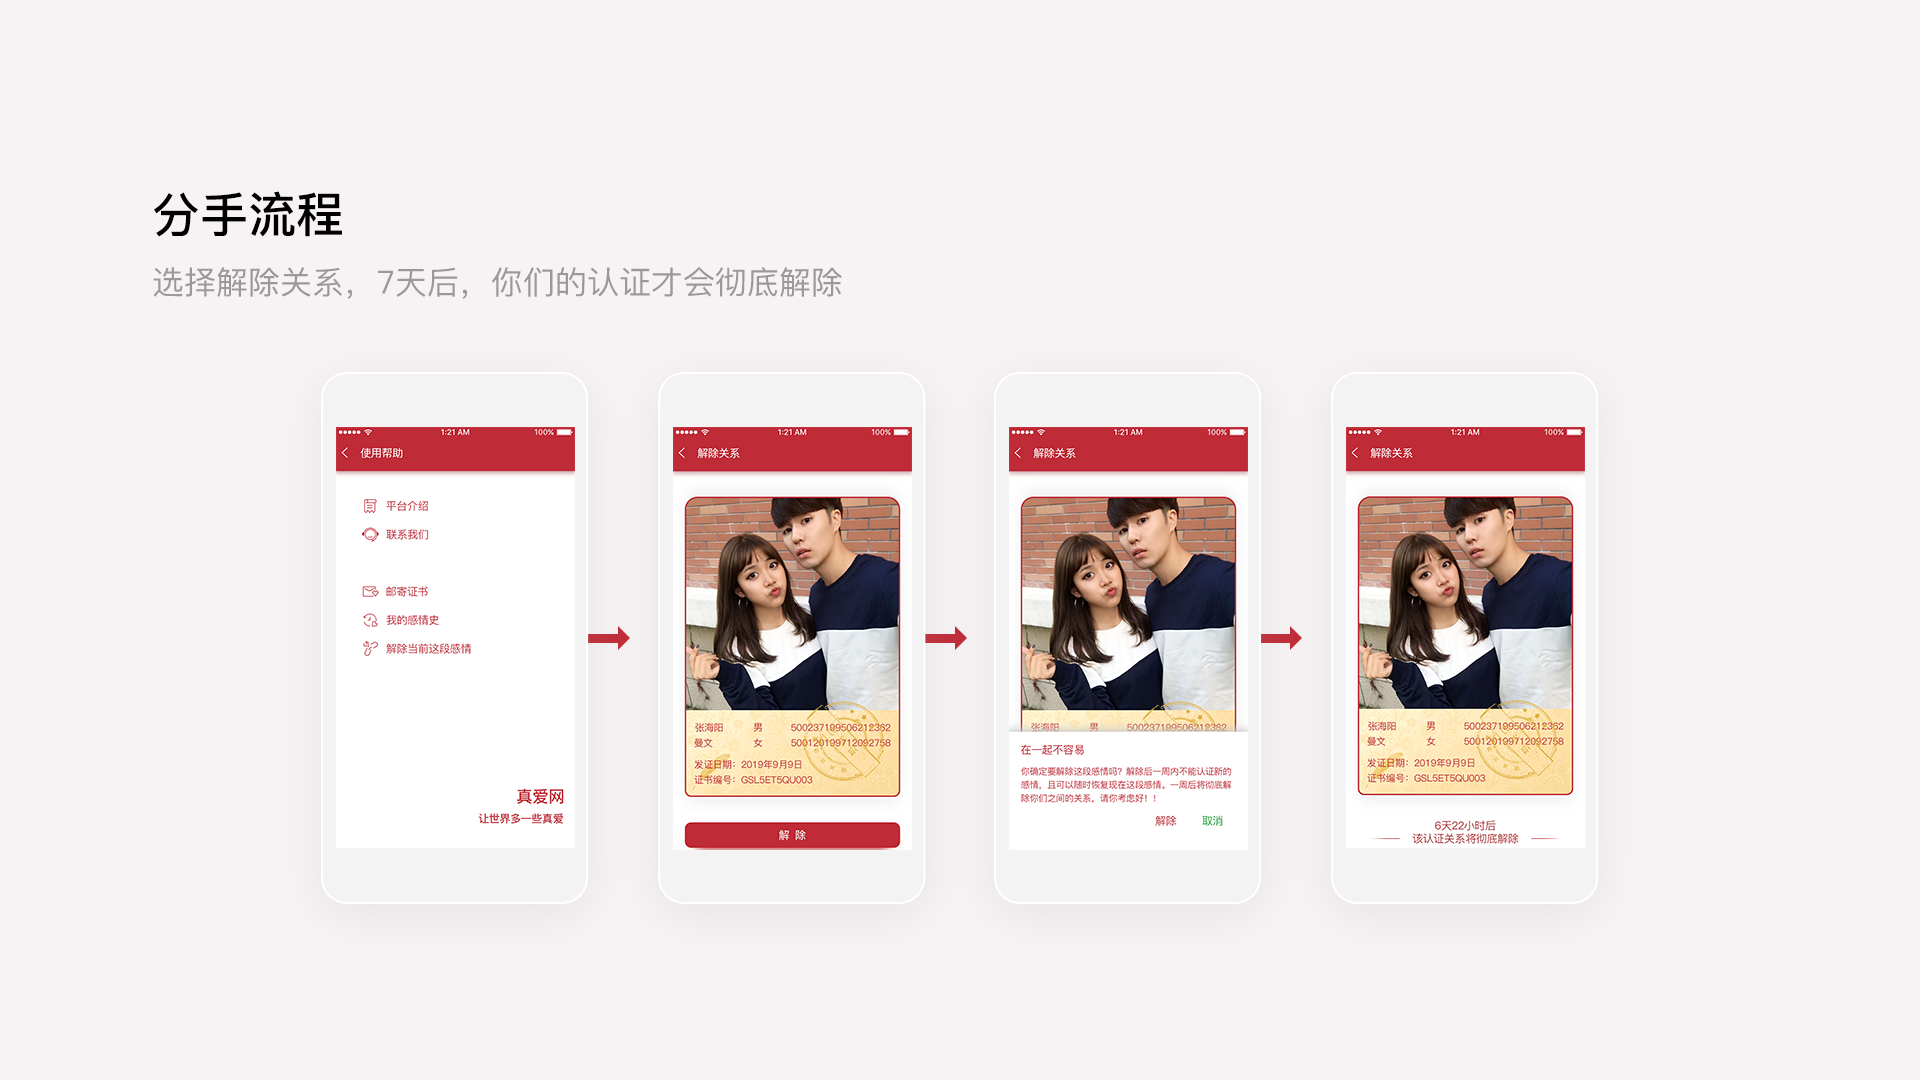 分手流程
选择解除关系，7天后，你们的认证才会彻底解除
1:21 AM
100%
使用帮助
平台介绍
联系我们
邮寄证书
我的感情史
解除当前这段感情
真爱网
让世界多一些真爱
1:21 AM
100%
解除关系
张海阳 男 500237199506212362
曼文 女 500120199712092758
发证日期：2019年9月9日
证书编号：GSL5ET5QU003
解 除
1:21 AM
100%
解除关系
张海阳 男 500237199506212362
在一起不容易
你确定要解除这段感情吗？解除后一周内不能认证新的
感情，且可以随时恢复现在这段感情。一周后将彻底解
除你们之间的关系，请你考虑好！！
解除 取消
1:21 AM
100%
解除关系
张海阳 男 500237199506212362
曼文 女 500120199712092758
发证日期：2019年9月9日
证书编号：GSL5ET5QU003
6天22小时后
该认证关系将彻底解除